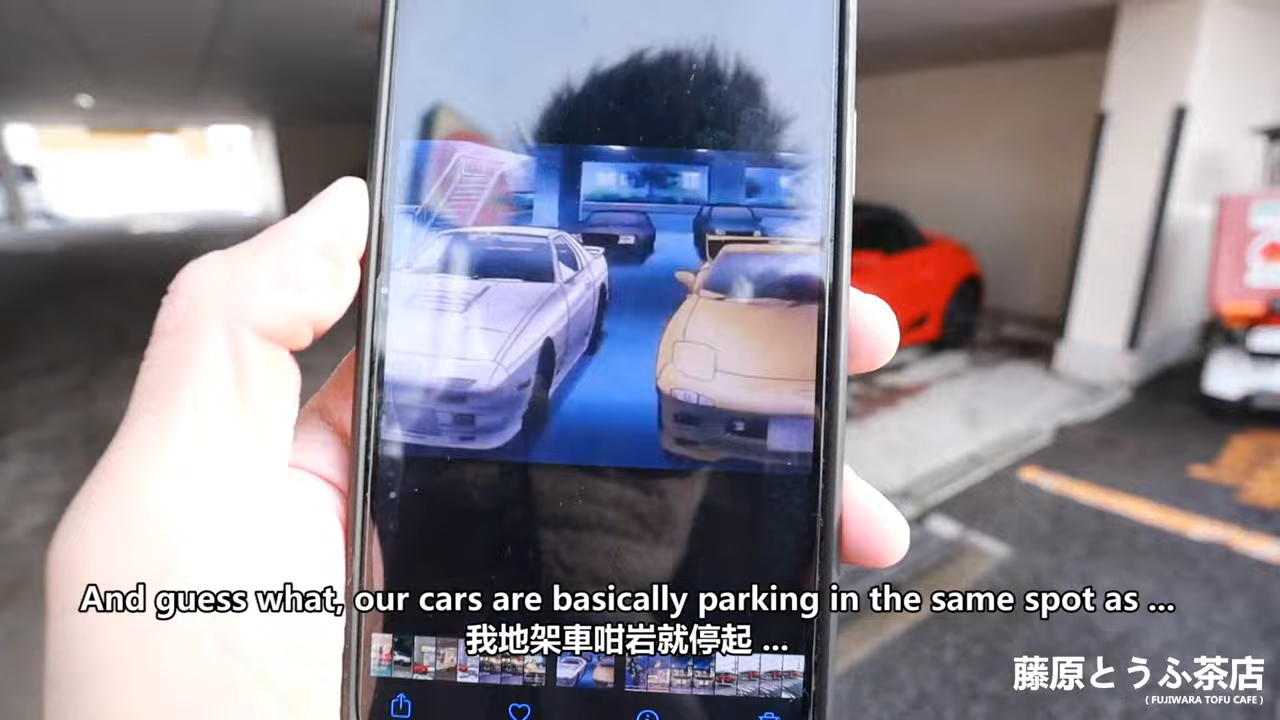 And guess what, our cars are basically parking in the same spot as ...
我地架車咁岩就停起 ...
藤原とうふ茶店
( FUJIWARA TOFU CAFE )